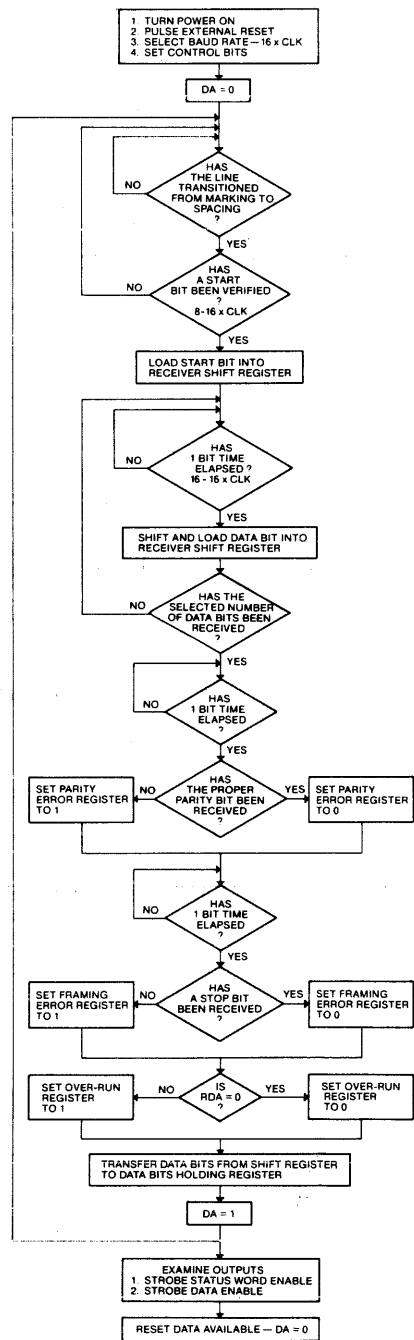 1. TURN POWER ON
2. PULSE EXTERNAL RESET
3. SELECT BAUD RATE — 16 x CLK
4. SET CONTROL BITS
DA = 0
HAS
THE LINE
TRANSITIONED
FROM MARKING TO
SPACING
?
NO
YES
HAS
A START
BIT BEEN VERIFIED
?
8-16 x CLK
NO
YES
LOAD START BIT INTO
RECEIVER SHIFT REGISTER
HAS
1 BIT TIME
ELAPSED ?
16 - 16 x CLK
NO
YES
SHIFT AND LOAD DATA BIT INTO
RECEIVER SHIFT REGISTER
HAS THE
SELECTED NUMBER
OF DATA BITS BEEN
RECEIVED
?
NO
YES
HAS
1 BIT TIME
ELAPSED
?
NO
YES
HAS
THE PROPER
PARITY BIT BEEN
RECEIVED
?
NO
YES
SET PARITY
ERROR REGISTER
TO 1
SET PARITY
ERROR REGISTER
TO 0
HAS
1 BIT TIME
ELAPSED
?
NO
YES
HAS
A STOP BIT
BEEN RECEIVED
?
NO
YES
SET FRAMING
ERROR REGISTER
TO 1
SET FRAMING
ERROR REGISTER
TO 0
IS
RDA = 0
?
NO
YES
SET OVER-RUN
REGISTER
TO 1
SET OVER-RUN
REGISTER
TO 0
TRANSFER DATA BITS FROM SHIFT REGISTER
TO DATA BITS HOLDING REGISTER
DA = 1
EXAMINE OUTPUTS
1. STROBE STATUS WORD ENABLE
2. STROBE DATA ENABLE
RESET DATA AVAILABLE — DA = 0